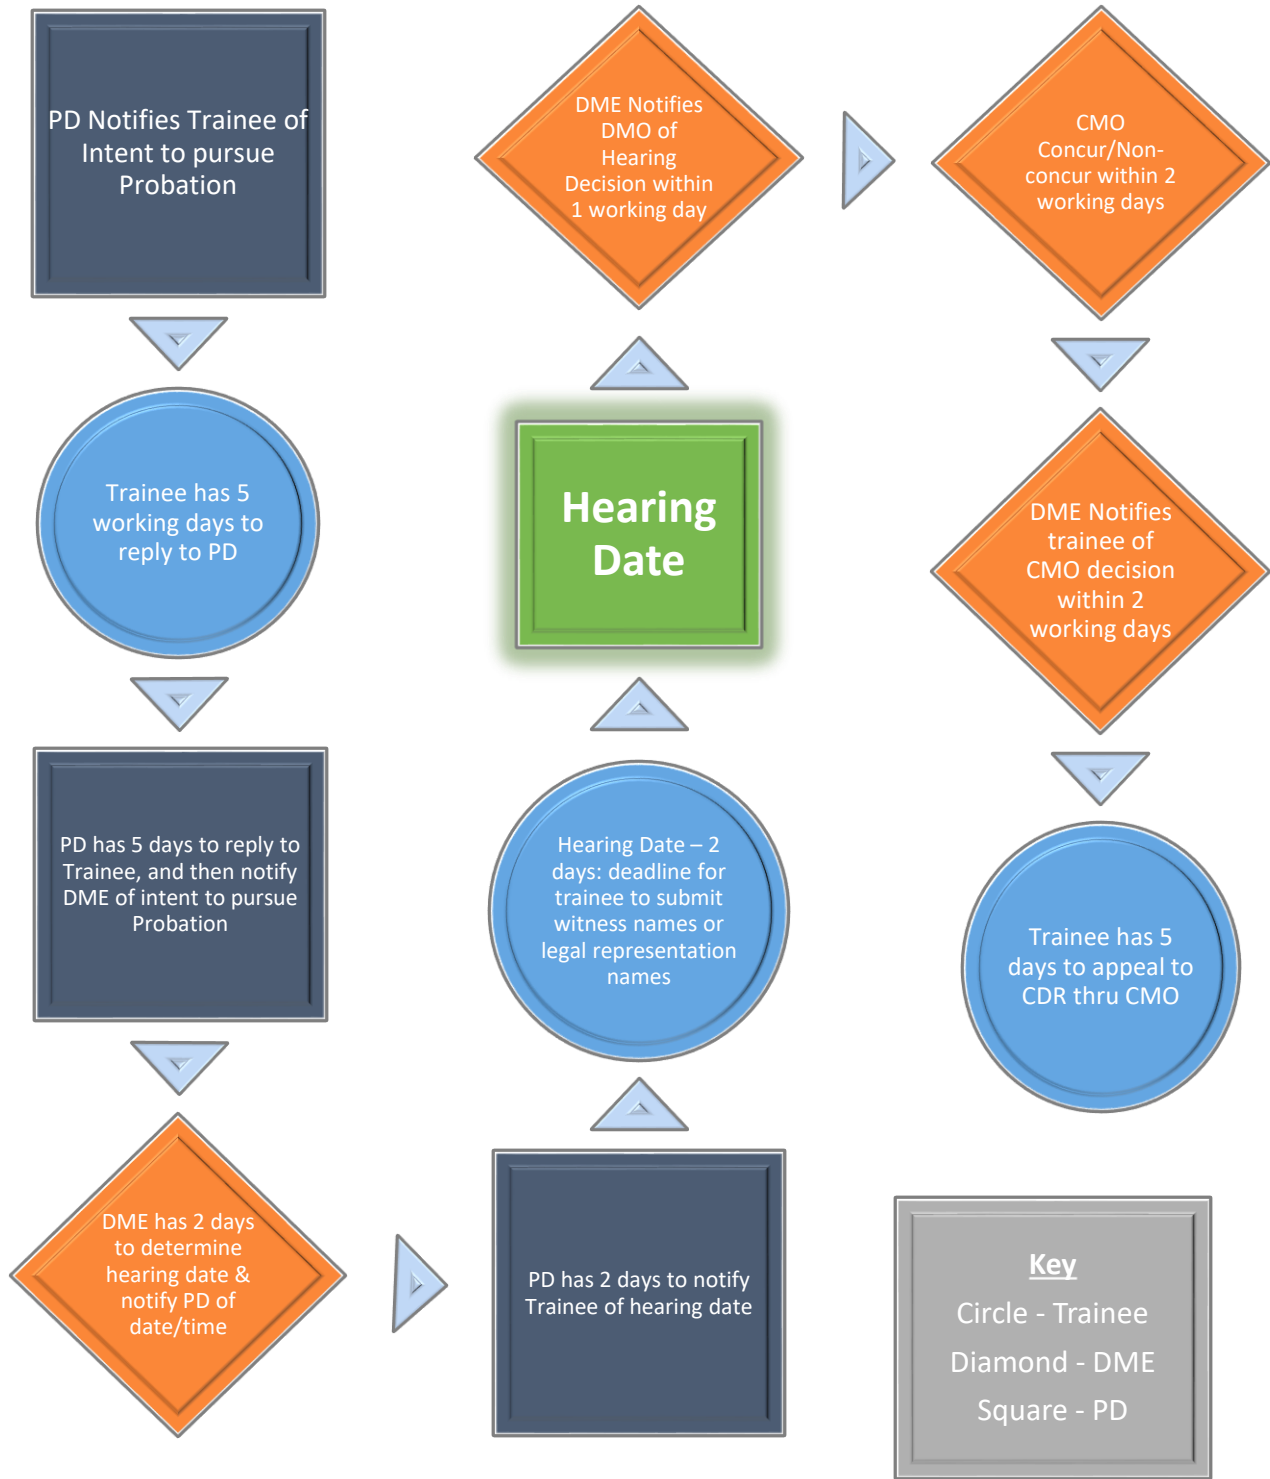 PD Notifies Trainee of
Intent to pursue
Probation
Trainee has 5
working days to
reply to PD
PD has 5 days to reply to
Trainee, and then notify
DME of intent to pursue
Probation
DME has 2 days
to determine
hearing date &
notify PD of
date/time
PD has 2 days to notify
Trainee of hearing date
Hearing Date – 2
days: deadline for
trainee to submit
witness names or
legal representation
names
Hearing
Date
DME Notifies
DMO of
Hearing
Decision within
1 working day
CMO
Concur/Non-
concur within 2
working days
DME Notifies
trainee of
CMO decision
within 2
working days
Trainee has 5
days to appeal to
CDR thru CMO
Key
Circle - Trainee
Diamond - DME
Square - PD